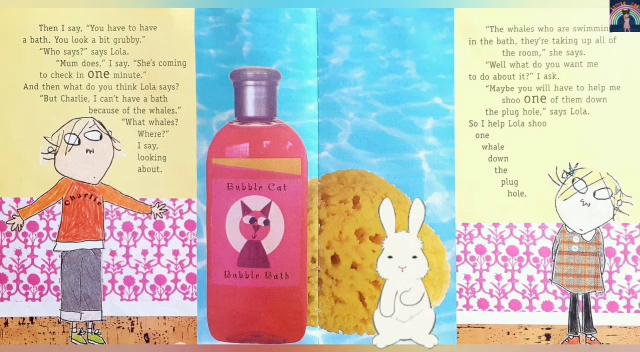 Then I say, “You have to have
a bath. You look a bit grubby.”
“Who says?” says Lola.
“Mum does,” I say. “She’s coming
to check in one minute.”
And then what do you think Lola says?
“But Charlie, I can’t have a bath
because of the whales.”
“What whales?
Where?”
I say,
looking
about.
Charlie
Bubble Cat
Bubble Bath
“The whales who are swimming
in the bath, they’re taking up all of
the room,” she says.
“Well what do you want me
to do about it?” I ask.
“Maybe you will have to help me
shoo one of them down
the plug hole,” says Lola.
So I help Lola shoo
one
whale
down
the
plug
hole.